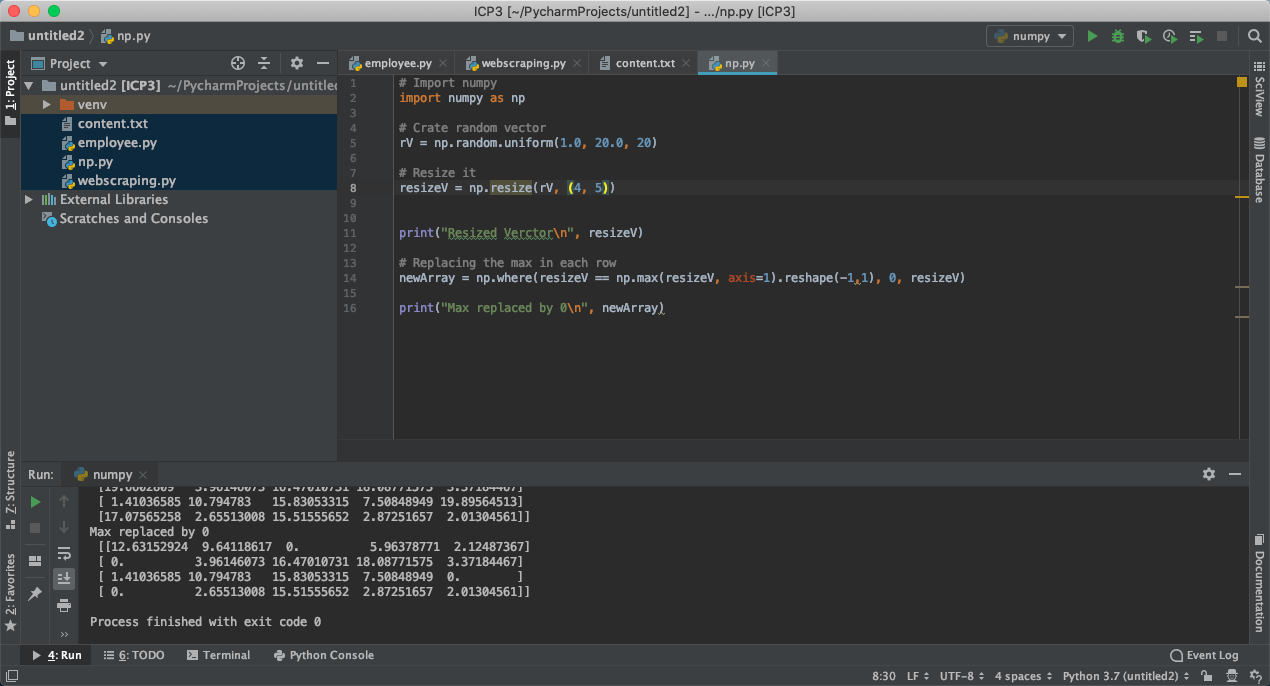 ICP3 [~/PycharmProjects/untitled2] - .../np.py [ICP3]
untitled2 np.py
numpy
1: Project
Project
untitled2 [ICP3] ~/PycharmProjects/untitled
venv
content.txt
employee.py
np.py
webscraping.py
External Libraries
Scratches and Consoles
employee.py webscraping.py content.txt np.py
1 # Import numpy
2 import numpy as np
3
4 # Crate random vector
5 rV = np.random.uniform(1.0, 20.0, 20)
6
7 # Resize it
8 resizeV = np.resize(rV, (4, 5))
9
10
11 print("Resized Verctor\n", resizeV)
12
13 # Replacing the max in each row
14 newArray = np.where(resizeV == np.max(resizeV, axis=1).reshape(-1,1), 0, resizeV)
15
16 print("Max replaced by 0\n", newArray)
SciView
Database
Documentation
Z: Structure
2: Favorites
Run: numpy
[19.6602809 3.96146073 16.47010731 18.08771575 3.37184467]
[ 1.41036585 10.794783 15.83053315 7.50848949 19.89564513]
[17.07565258 2.65513008 15.51555652 2.87251667 2.01304561]]
Max replaced by 0
[[12.63152924 9.64118617 0. 5.96378771 2.12487367]
[ 0. 3.96146073 16.47010731 18.08771575 3.37184467]
[ 1.41036585 10.794783 15.83053315 7.50848949 0. ]
[ 0. 2.65513008 15.51555652 2.87251667 2.01304561]]
Process finished with exit code 0
4: Run 6: TODO Terminal Python Console Event Log
8:30 LF UTF-8 4 spaces Python 3.7 (untitled2)